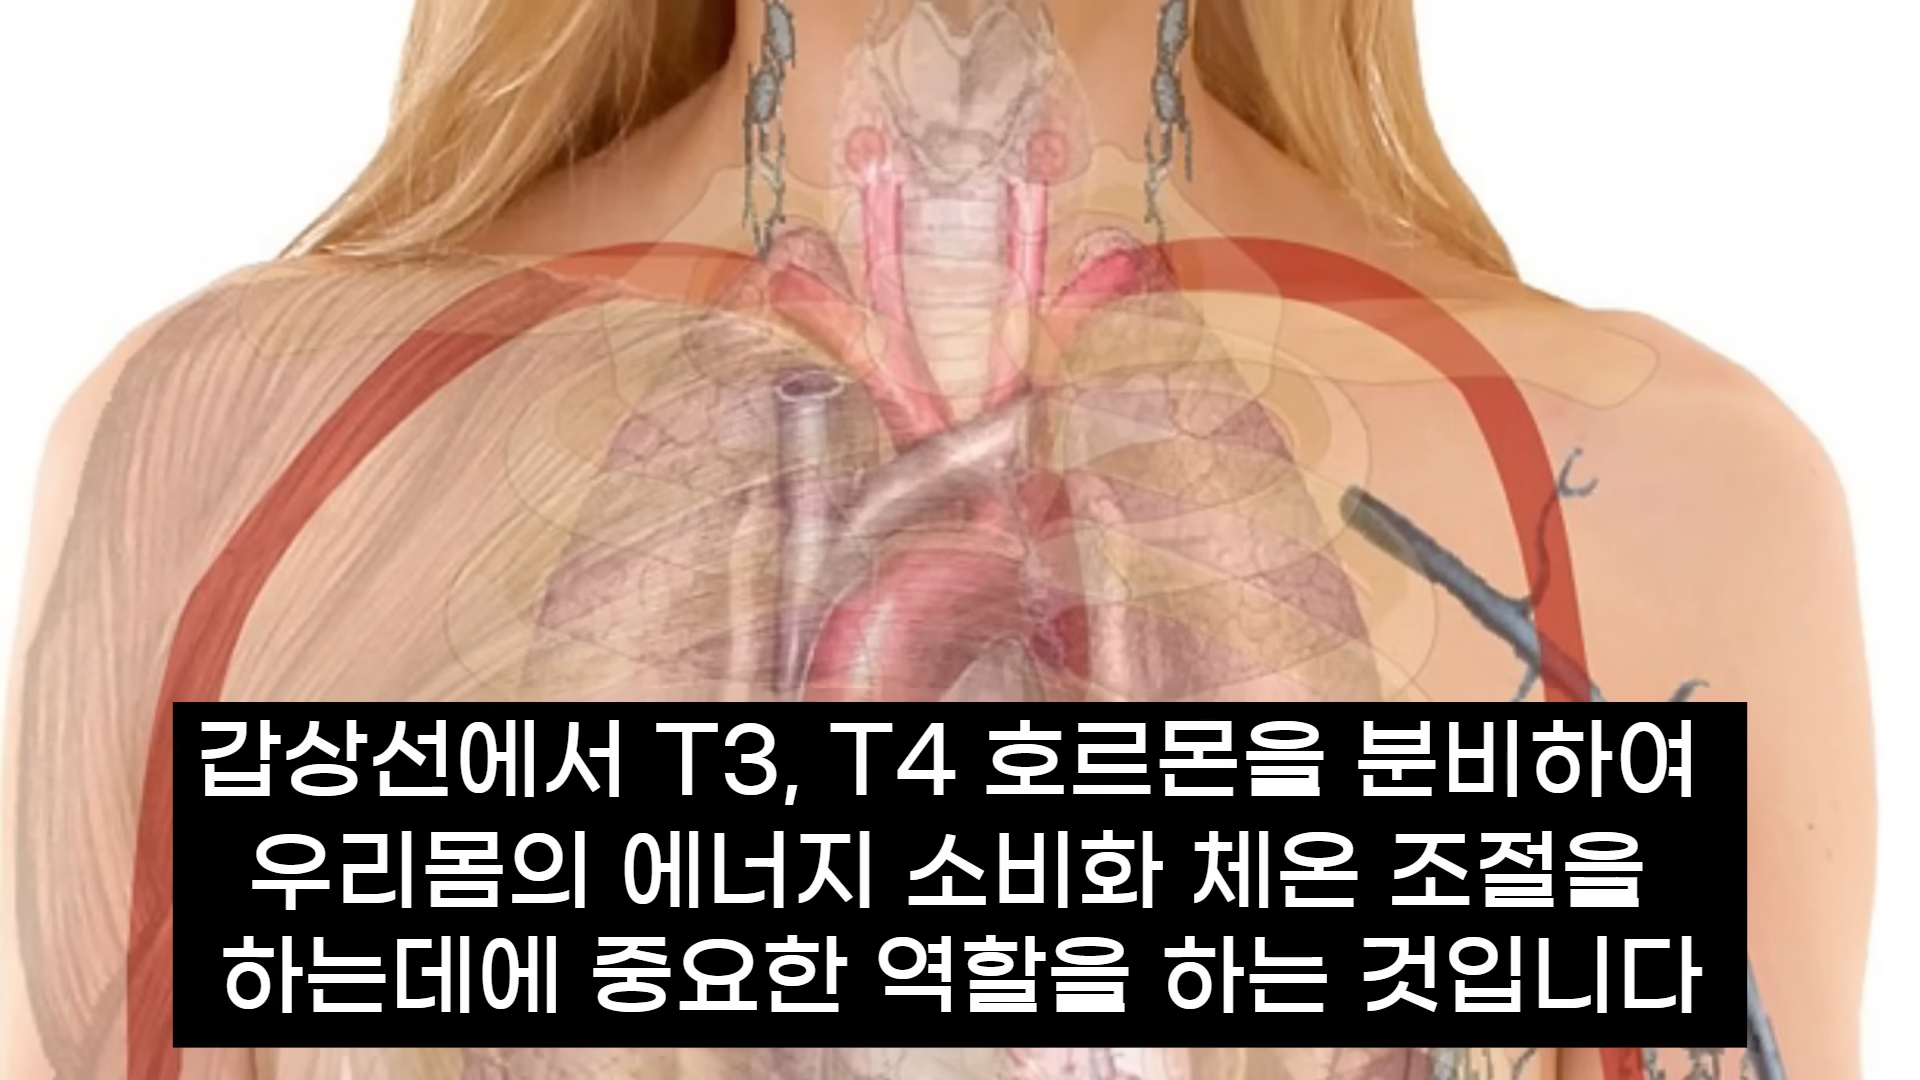 갑상선에서 T3, T4 호르몬을 분비하여
우리몸의 에너지 소비화 체온 조절을
하는데에 중요한 역할을 하는 것입니다